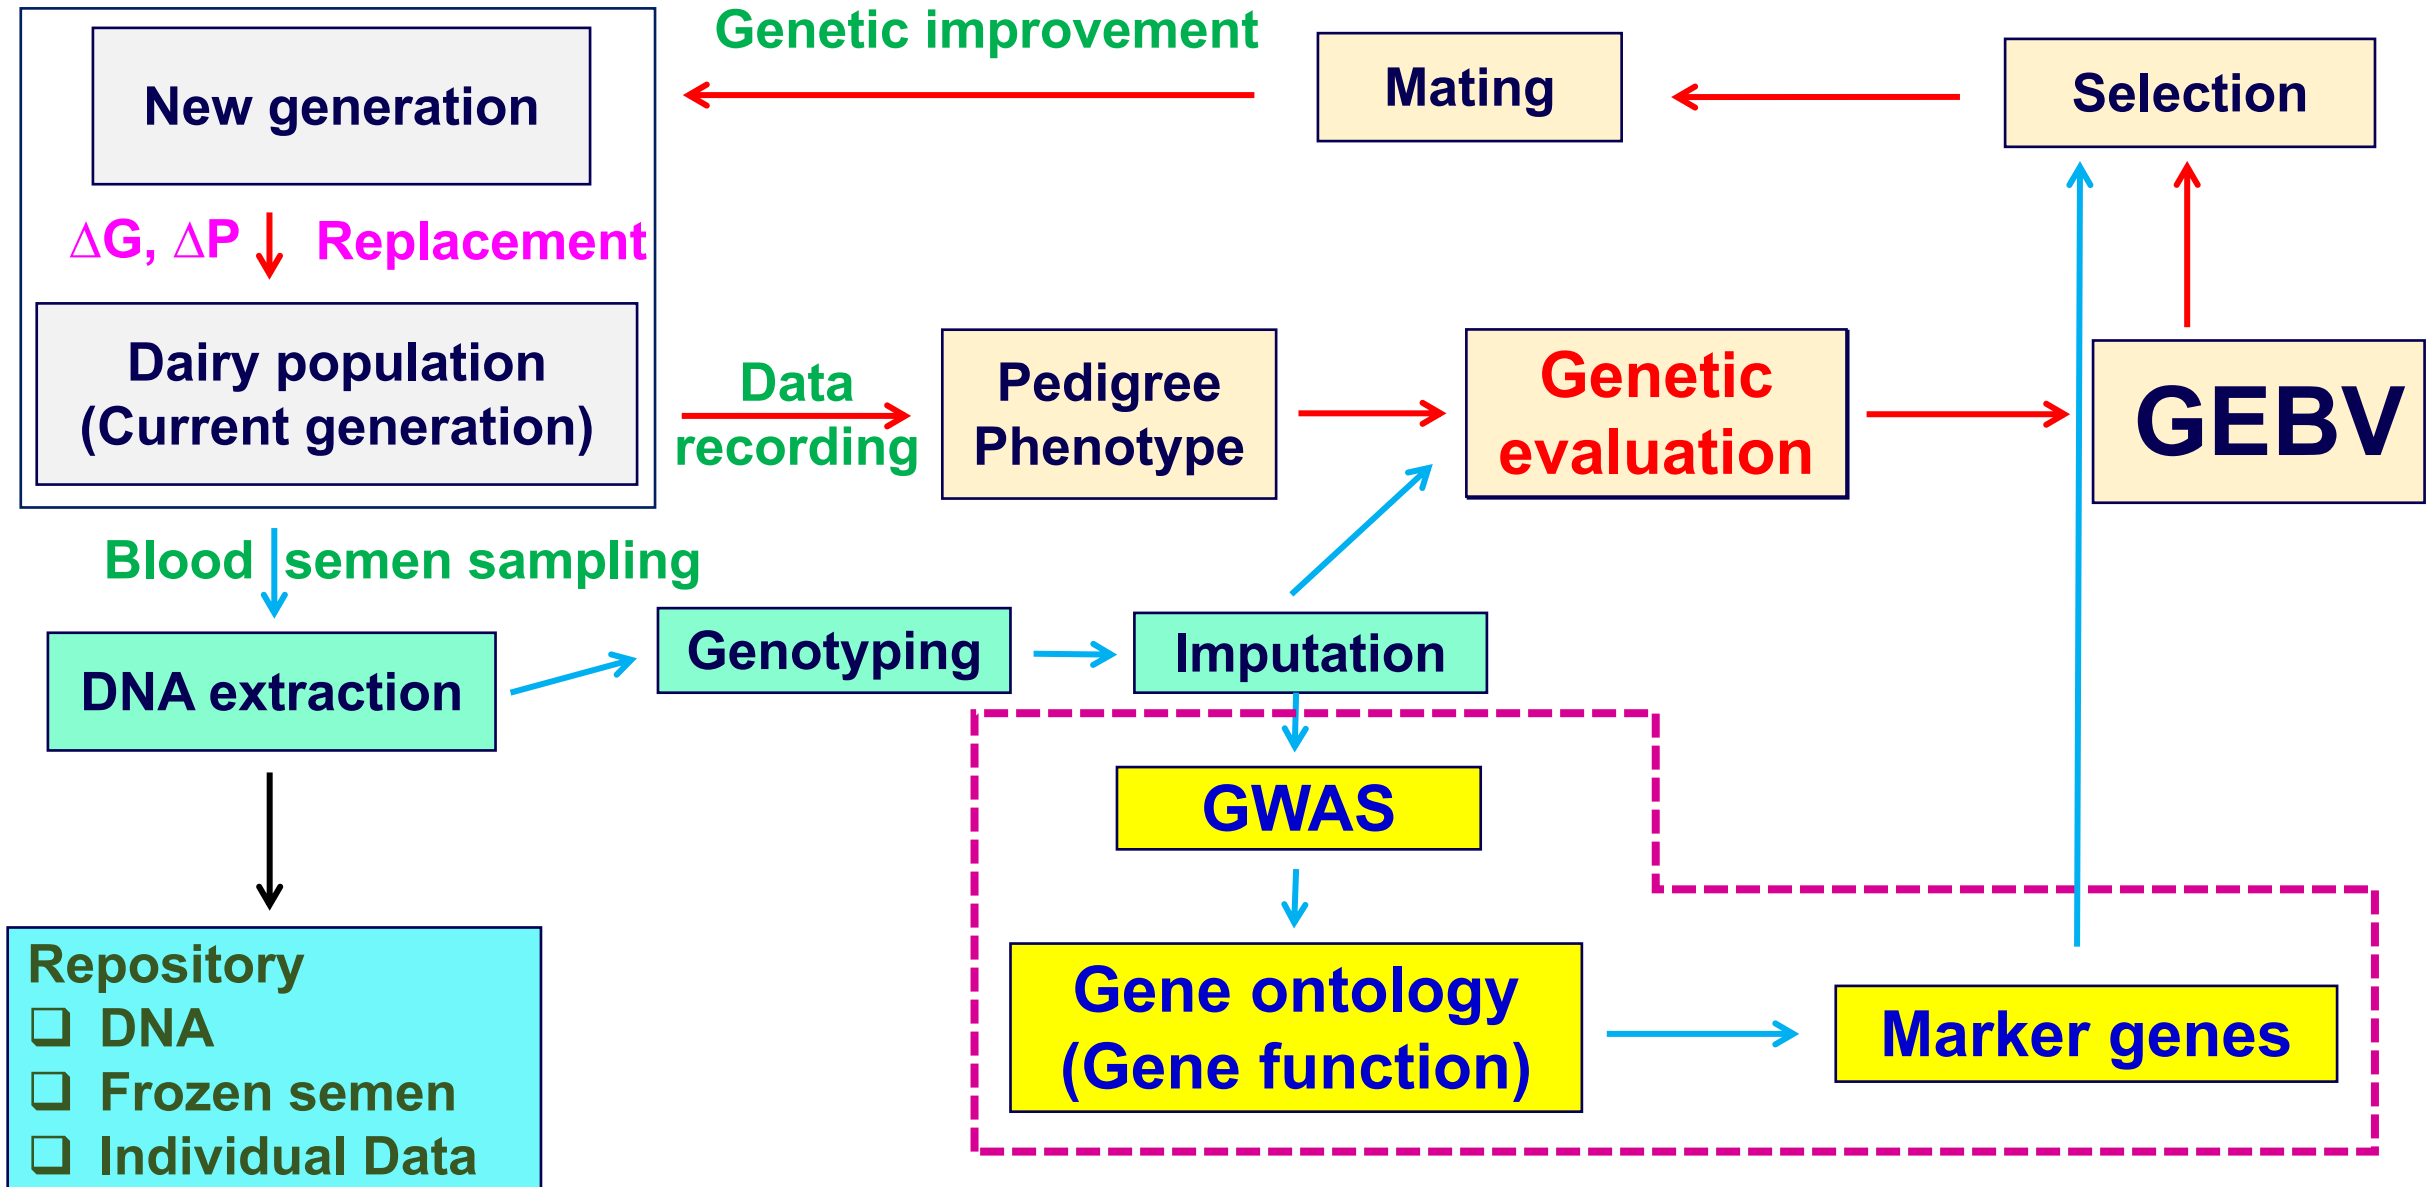 Genetic improvement
New generation
Mating
Selection
∆G, ∆P
Replacement
Dairy population
(Current generation)
Data
recording
Pedigree
Phenotype
Genetic
evaluation
GEBV
Blood semen sampling
DNA extraction
Genotyping
Imputation
GWAS
Gene ontology
(Gene function)
Marker genes
Repository
❑ DNA
❑ Frozen semen
❑ Individual Data